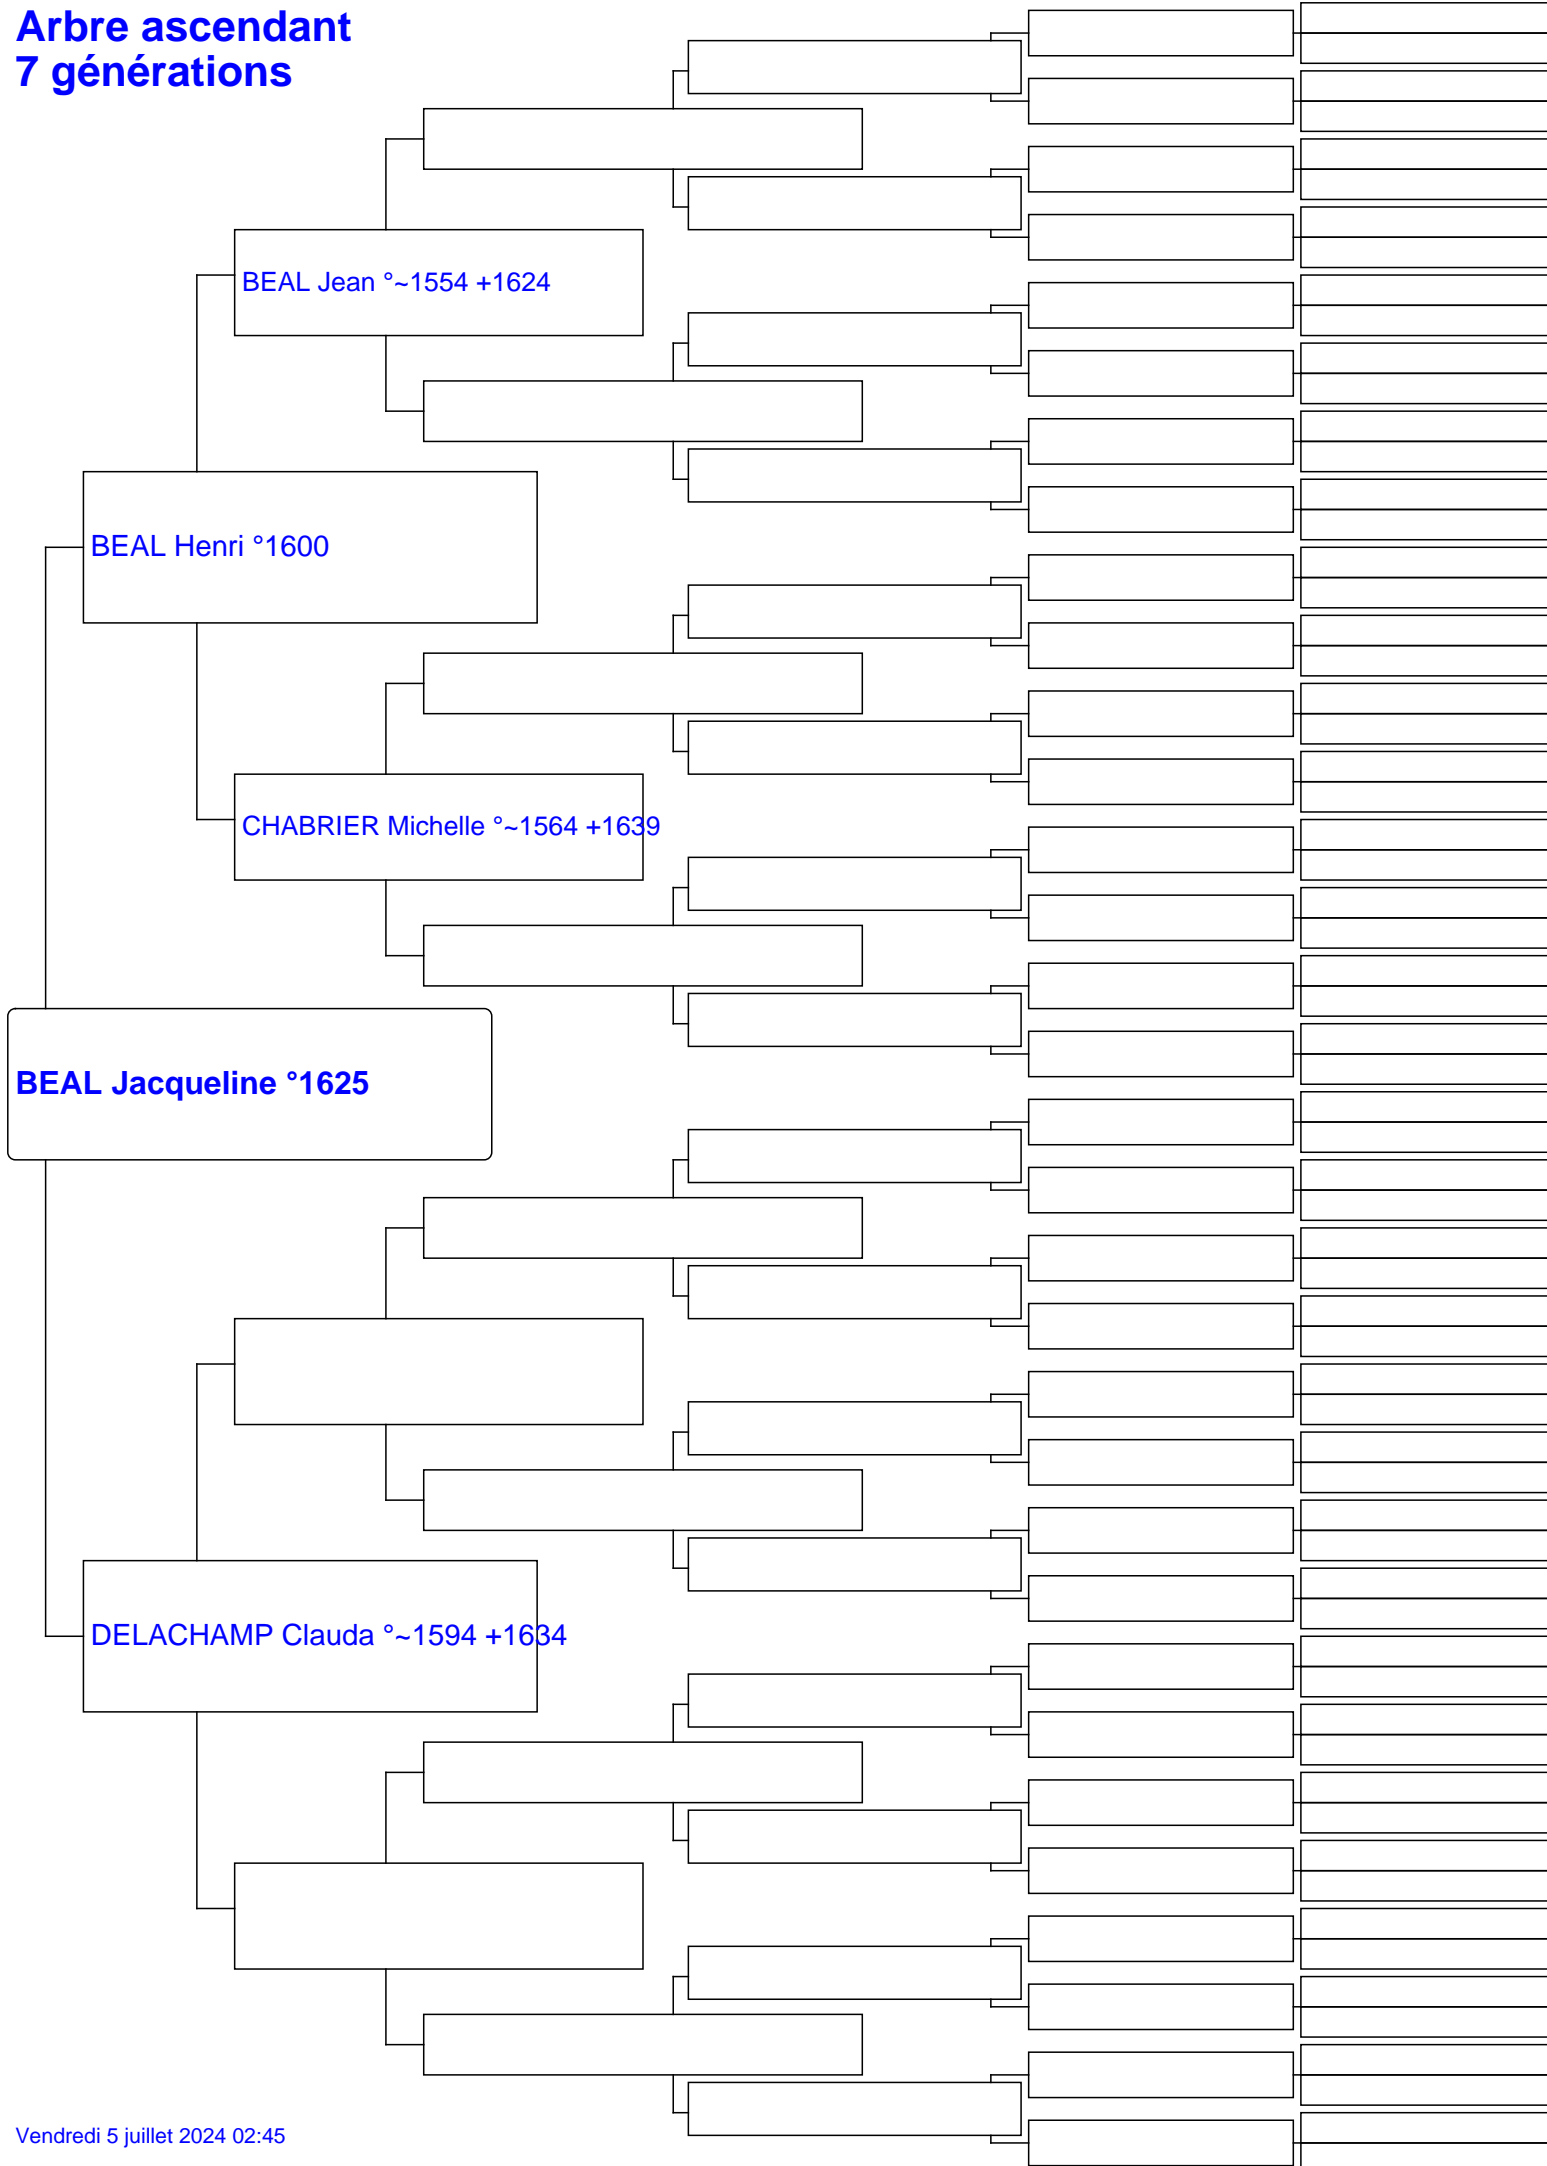 Arbre ascendant
7 générations
BEAL Jean °~1554 +1624
BEAL Henri °1600
CHABRIER Michelle °~1564 +1639
BEAL Jacqueline °1625
DELACHAMP Clauda °~1594 +1634
Vendredi 5 juillet 2024 02:45